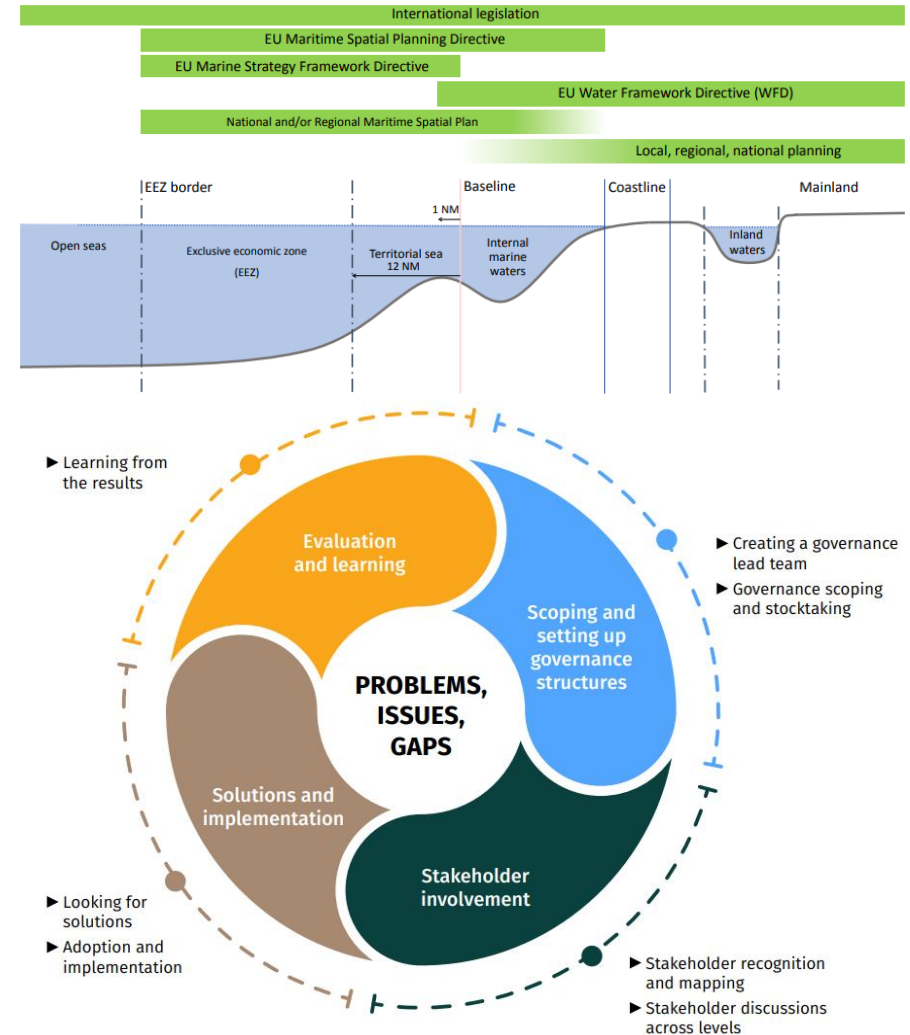 International legislation
EU Maritime Spatial Planning Directive
EU Marine Strategy Framework Directive
EU Water Framework Directive (WFD)
National and/or Regional Maritime Spatial Plan
Local, regional, national planning
EEZ border
Baseline
Coastline
Mainland
1 NM
Open seas
Exclusive economic zone
(EEZ)
Territorial sea
12 NM
Internal
marine
waters
Inland
waters
► Learning from
the results
Evaluation
and learning
► Creating a governance
lead team
► Governance scoping
and stocktaking
Scoping and
setting up
governance
structures
PROBLEMS,
ISSUES,
GAPS
Solutions and
implementation
Stakeholder
involvement
► Looking for
solutions
► Adoption and
implementation
► Stakeholder recognition
and mapping
► Stakeholder discussions
across levels